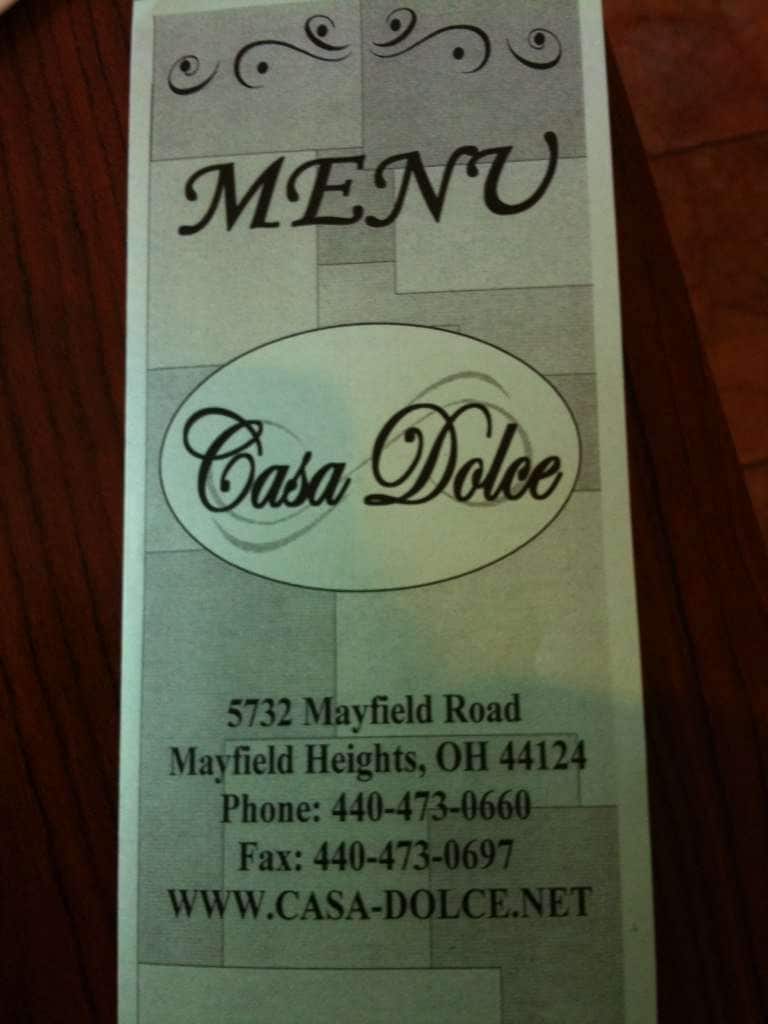 MENU
Casa Dolce
5732 Mayfield Road
Mayfield Heights, OH 44124
Phone: 440-473-0660
Fax: 440-473-0697
WWW.CASA-DOLCE.NET